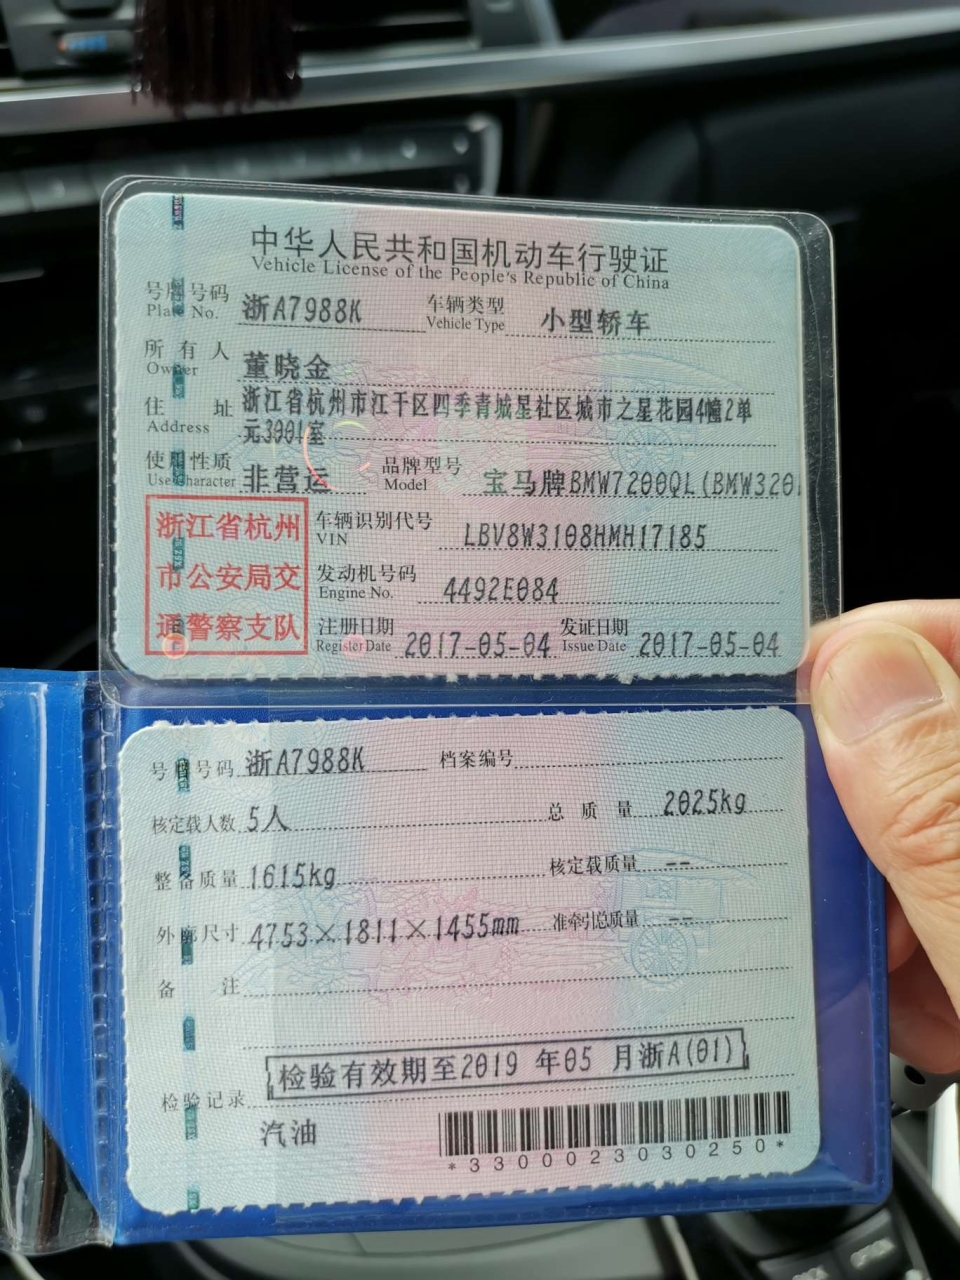 中华人民共和国机动车行驶证
Vehicle License of the People's Republic of China
号牌号码 浙A7988K 车辆类型 小型轿车
Plate No. Vehicle Type
所有人 董晓金
Owner
住址 浙江省杭州市江干区四季青城星社区城市之星花园4幢2单
Address 元3001室
使用性质 非营运 品牌型号 宝马牌BMW7200QL(BMW320
Use Character Model
浙江省杭州
市公安局交
通警察支队
车辆识别代号 LBV8W3108HMH17185
VIN
发动机号码 4492E084
Engine No.
注册日期 2017-05-04 发证日期 2017-05-04
Register Date Issue Date
号牌号码 浙A7988K 档案编号
核定载人数 5人 总质量 2025kg
整备质量 1615kg 核定载质量 --
外廓尺寸 4753×1811×1455mm 准牵引总质量 --
备注
检验有效期至2019 年05 月浙A(01)
检验记录
汽油
*3300023030250*